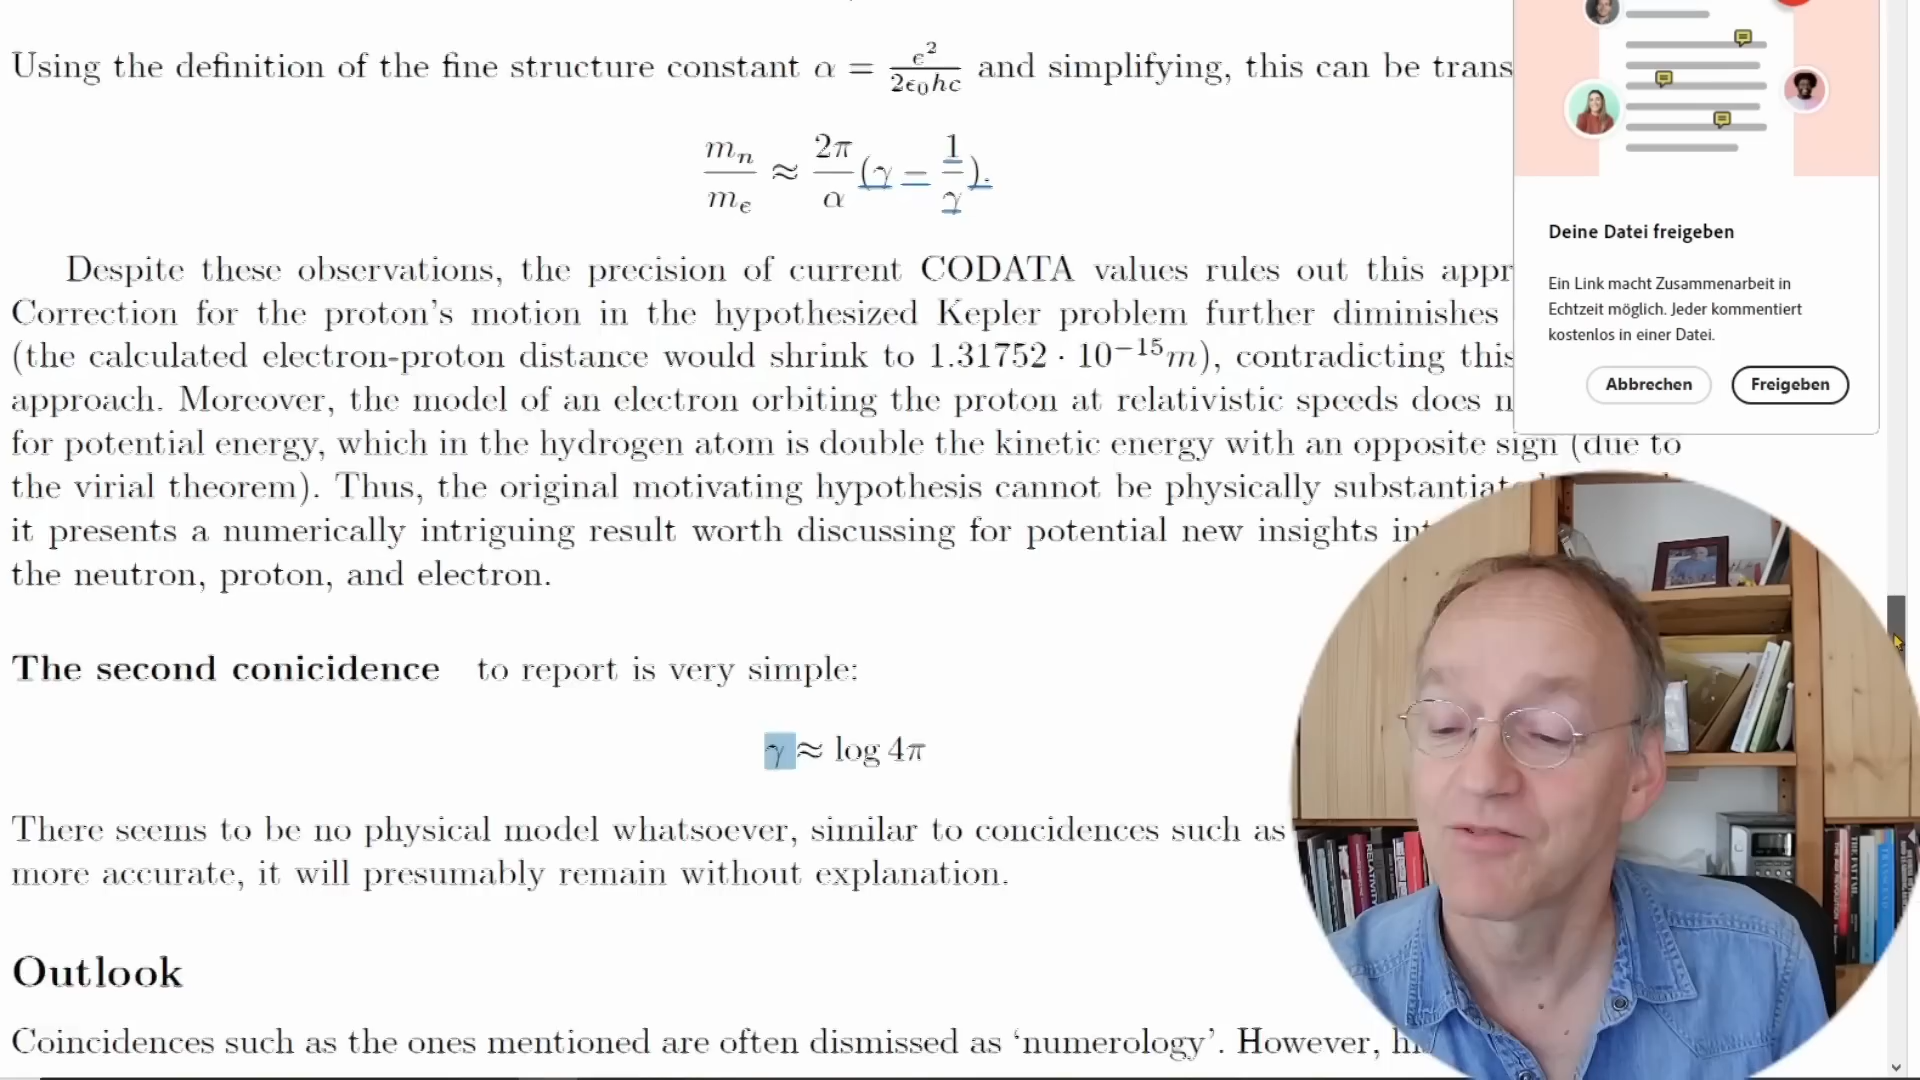 Using the definition of the fine structure constant α = e²/2ϵ₀hc and simplifying, this can be trans
mₙ/mₑ ≈ 2π/α (γ − 1/γ).
Despite these observations, the precision of current CODATA values rules out this appr
Correction for the proton's motion in the hypothesized Kepler problem further diminishes
(the calculated electron-proton distance would shrink to 1.31752 · 10⁻¹⁵m), contradicting this
approach. Moreover, the model of an electron orbiting the proton at relativistic speeds does n
for potential energy, which in the hydrogen atom is double the kinetic energy with an opposite sign (due to
the virial theorem). Thus, the original motivating hypothesis cannot be physically substantiat
it presents a numerically intriguing result worth discussing for potential new insights int
the neutron, proton, and electron.
The second conicidence to report is very simple:
γ ≈ log 4π
There seems to be no physical model whatsoever, similar to concidences such as
more accurate, it will presumably remain without explanation.
Outlook
Coincidences such as the ones mentioned are often dismissed as 'numerology'. However, hi
Deine Datei freigeben
Ein Link macht Zusammenarbeit in
Echtzeit möglich. Jeder kommentiert
kostenlos in einer Datei.
Abbrechen
Freigeben
RELATIVITY